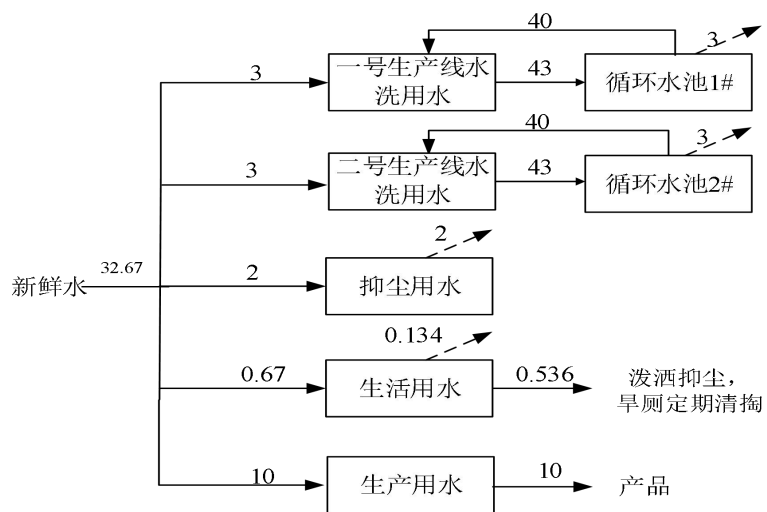 40
3
3
一号生产线水
洗用水
43
循环水池1#
40
3
3
二号生产线水
洗用水
43
循环水池2#
2
新鲜水
32.67
2
抑尘用水
0.134
0.67
生活用水
0.536
泼洒抑尘，
旱厕定期清掏
10
生产用水
10
产品